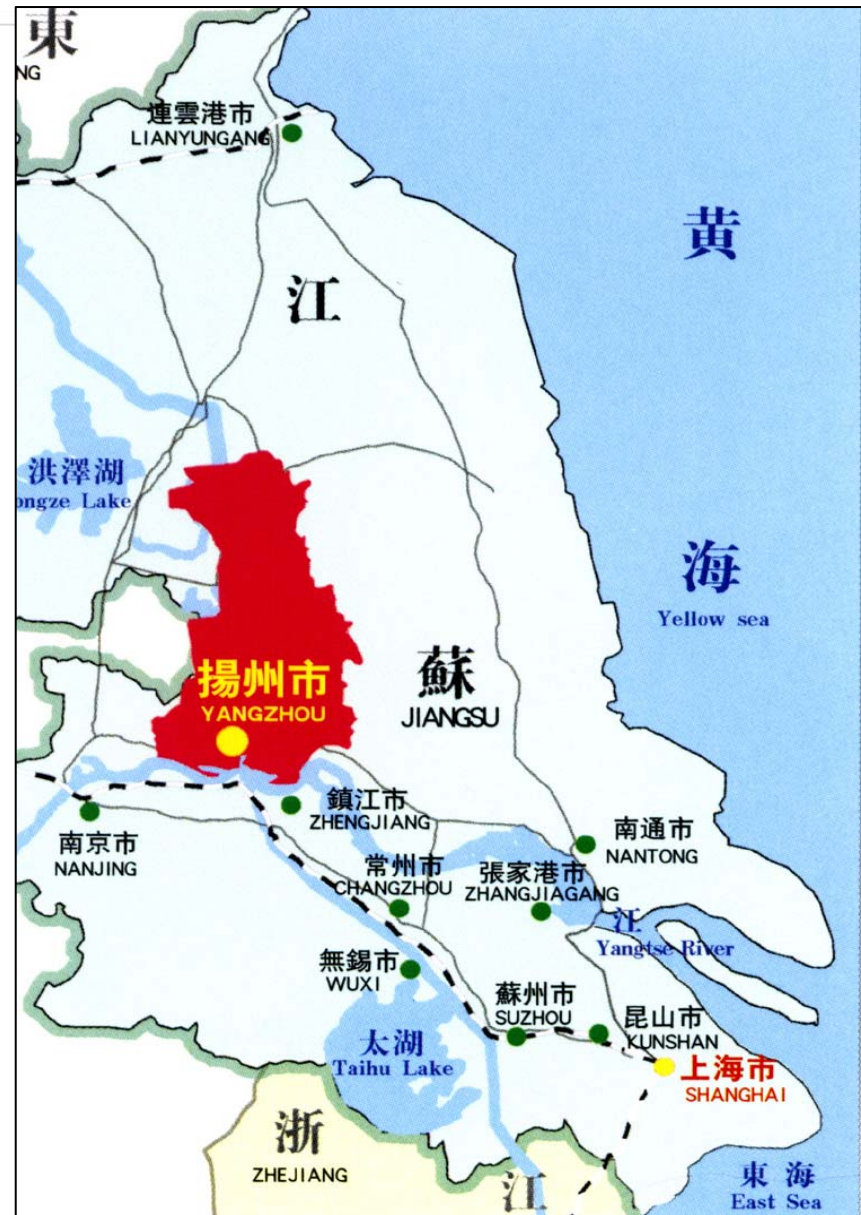 東
NG
連雲港市
LIANYUNGANG
江
黄
洪澤湖
ongze Lake
海
Yellow sea
揚州市
YANGZHOU
蘇
JIANGSU
鎮江市
ZHENGJIANG
南京市
NANJING
南通市
NANTONG
常州市
CHANGZHOU
張家港市
ZHANGJIAGANG
江
Yangtse River
無錫市
WUXI
蘇州市
SUZHOU
昆山市
KUNSHAN
太湖
Taihu Lake
上海市
SHANGHAI
浙
ZHEJIANG
江
東海
East Sea